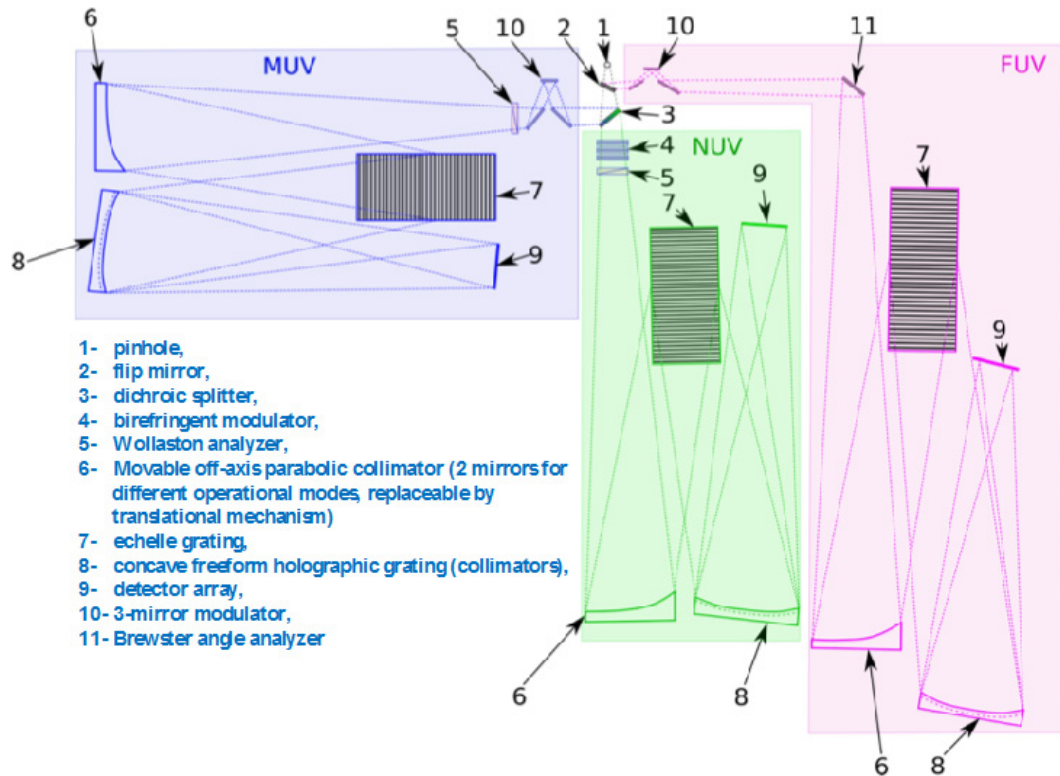 6
5
10
2
1
10
11
MUV
FUV
3
4
NUV
5
7
9
7
7
8
9
9
1- pinhole,
2- flip mirror,
3- dichroic splitter,
4- birefringent modulator,
5- Wollaston analyzer,
6- Movable off-axis parabolic collimator (2 mirrors for
different operational modes, replaceable by
translational mechanism)
7- echelle grating,
8- concave freeform holographic grating (collimators),
9- detector array,
10- 3-mirror modulator,
11- Brewster angle analyzer
6
8
6
8